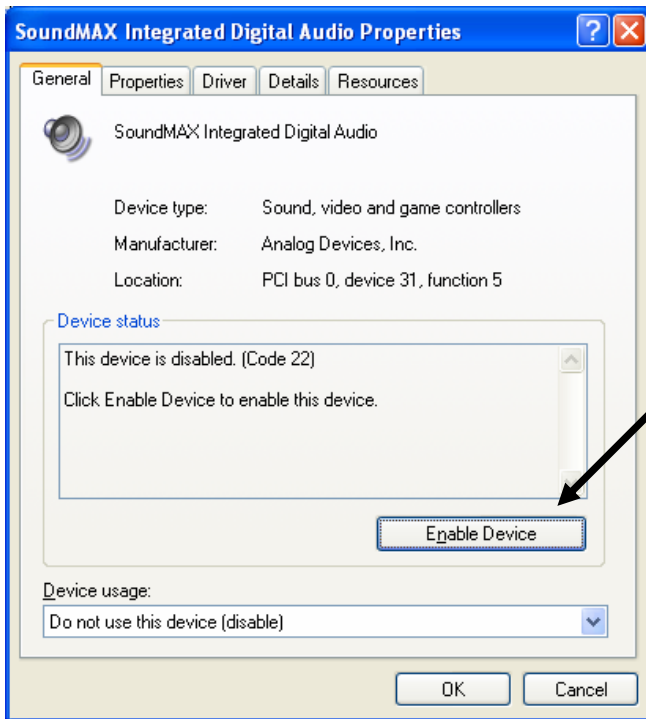 SoundMAX Integrated Digital Audio Properties
General Properties Driver Details Resources
SoundMAX Integrated Digital Audio
Device type: Sound, video and game controllers
Manufacturer: Analog Devices, Inc.
Location: PCI bus 0, device 31, function 5
Device status
This device is disabled. (Code 22)
Click Enable Device to enable this device.
Enable Device
Device usage:
Do not use this device (disable)
OK Cancel